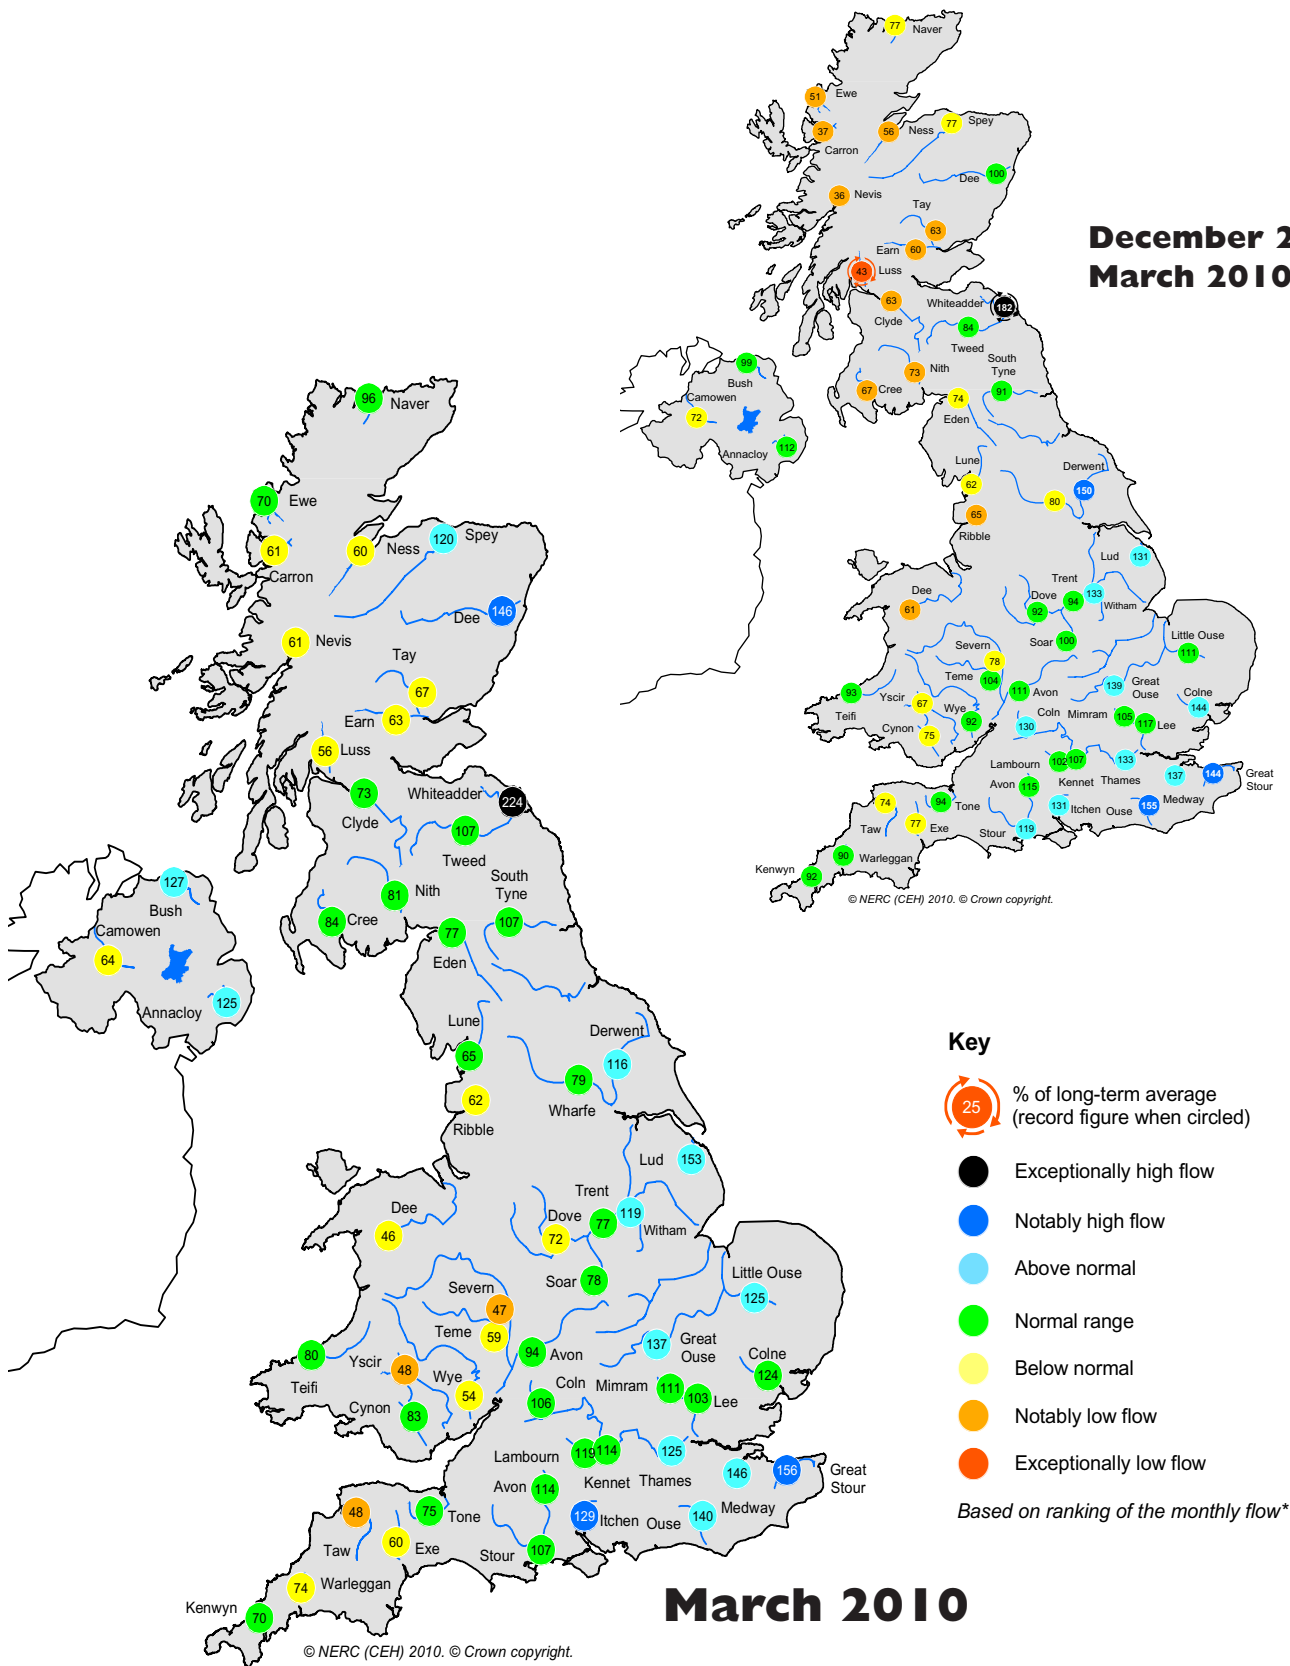 77
Naver
51
Ewe
37
Carron
56
Ness
77
Spey
Dee
100
36
Nevis
Tay
63
Earn
60
43
Luss
December 2
March 2010
63
Clyde
Whiteadder
182
84
Tweed
South
Tyne
91
73
Nith
67
Cree
74
Eden
99
Bush
Camowen
72
Annacloy
112
Lune
62
65
Ribble
Derwent
150
80
Lud
131
Trent
133
Dove
94
92
Witham
Dee
61
Soar
100
Little Ouse
111
Severn
78
Teme
104
93
Teifi
Yscir
67
Wye
92
Cynon
75
111
Avon
139
Great
Ouse
Colne
144
Coln
130
Mimram
105
117
Lee
Lambourn
102
107
Kennet
133
Thames
137
Medway
144
Great
Stour
Avon
115
131
Itchen
Ouse
155
Stour
119
74
Taw
94
Tone
77
Exe
90
Warleggan
Kenwyn
92
© NERC (CEH) 2010. © Crown copyright.
96
Naver
70
Ewe
61
Carron
60
Ness
120
Spey
Dee
146
61
Nevis
Tay
67
Earn
63
56
Luss
73
Clyde
Whiteadder
224
107
Tweed
South
Tyne
107
81
Nith
84
Cree
77
Eden
127
Bush
Camowen
64
Annacloy
125
Lune
65
62
Ribble
Derwent
116
79
Wharfe
Lud
153
Trent
119
Dove
77
72
Witham
Dee
46
Soar
78
Little Ouse
125
Severn
47
Teme
59
80
Teifi
Yscir
48
Wye
54
Cynon
83
94
Avon
137
Great
Ouse
Colne
124
Coln
106
Mimram
111
103
Lee
Lambourn
119
114
Kennet
125
Thames
146
Medway
156
Great
Stour
Avon
114
129
Itchen
Ouse
140
Stour
107
48
Taw
75
Tone
60
Exe
74
Warleggan
Kenwyn
70
© NERC (CEH) 2010. © Crown copyright.
March 2010
Key
25
% of long-term average
(record figure when circled)
Exceptionally high flow
Notably high flow
Above normal
Normal range
Below normal
Notably low flow
Exceptionally low flow
Based on ranking of the monthly flow*